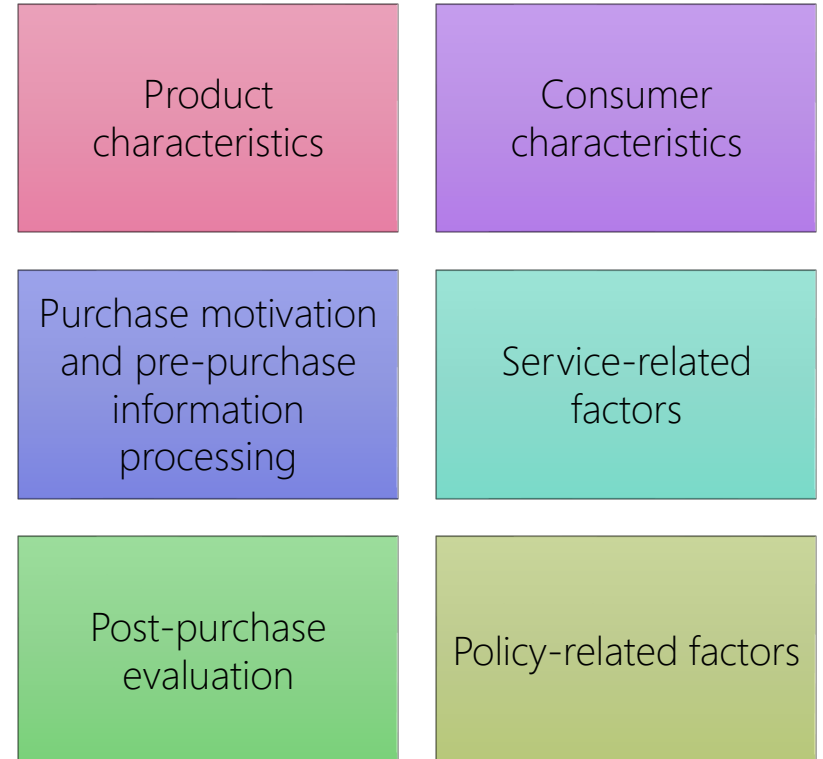 Product
characteristics
Consumer
characteristics
Purchase motivation
and pre-purchase
information
processing
Service-related
factors
Post-purchase
evaluation
Policy-related factors